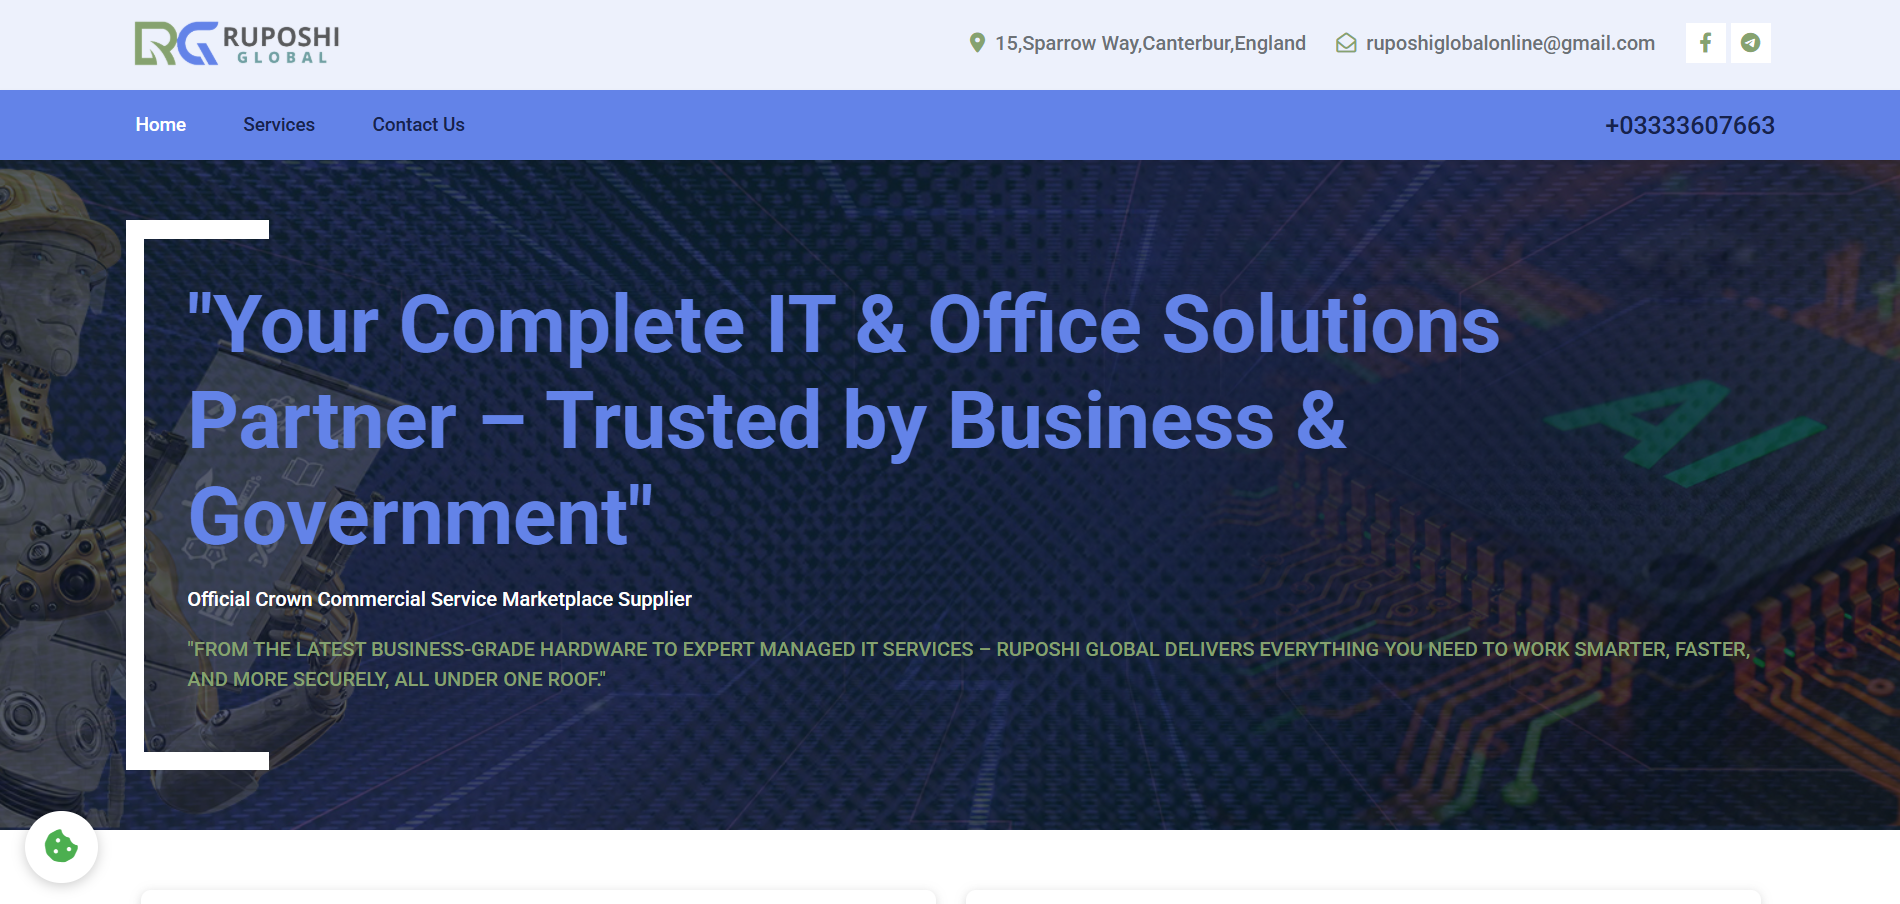 RUPOSHI
GLOBAL
15,Sparrow Way,Canterbur,England
ruposhiglobalonline@gmail.com
Home
Services
Contact Us
+03333607663
"Your Complete IT & Office Solutions
Partner – Trusted by Business &
Government"
Official Crown Commercial Service Marketplace Supplier
"FROM THE LATEST BUSINESS-GRADE HARDWARE TO EXPERT MANAGED IT SERVICES – RUPOSHI GLOBAL DELIVERS EVERYTHING YOU NEED TO WORK SMARTER, FASTER,
AND MORE SECURELY, ALL UNDER ONE ROOF."
AI